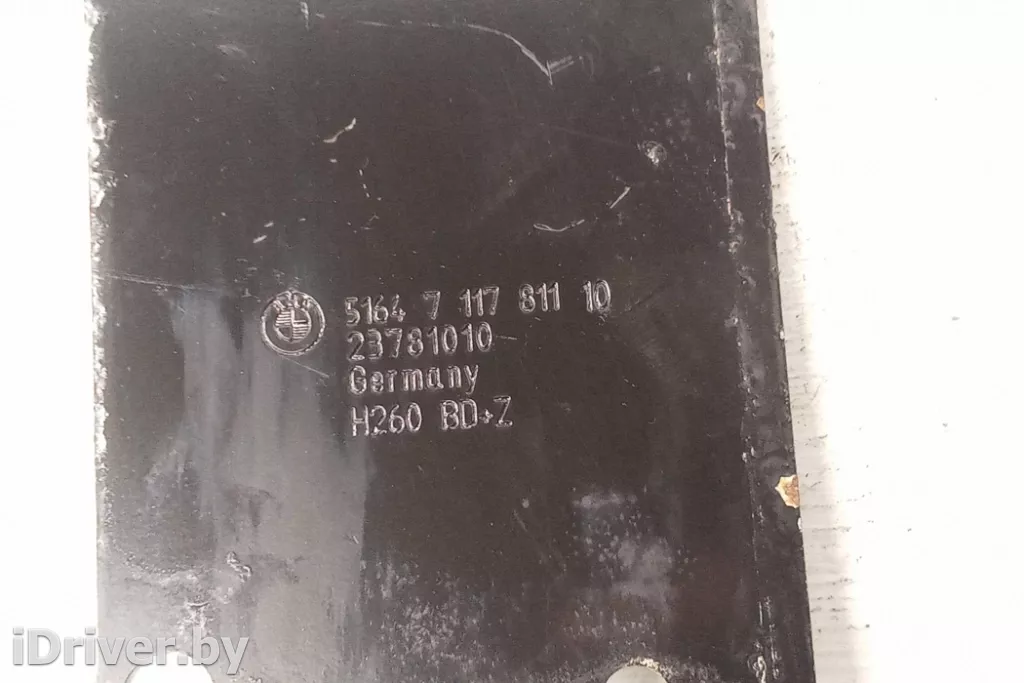 5164 7 117 811 10
23781010
Germany
H260 BD+Z
iDriver.by